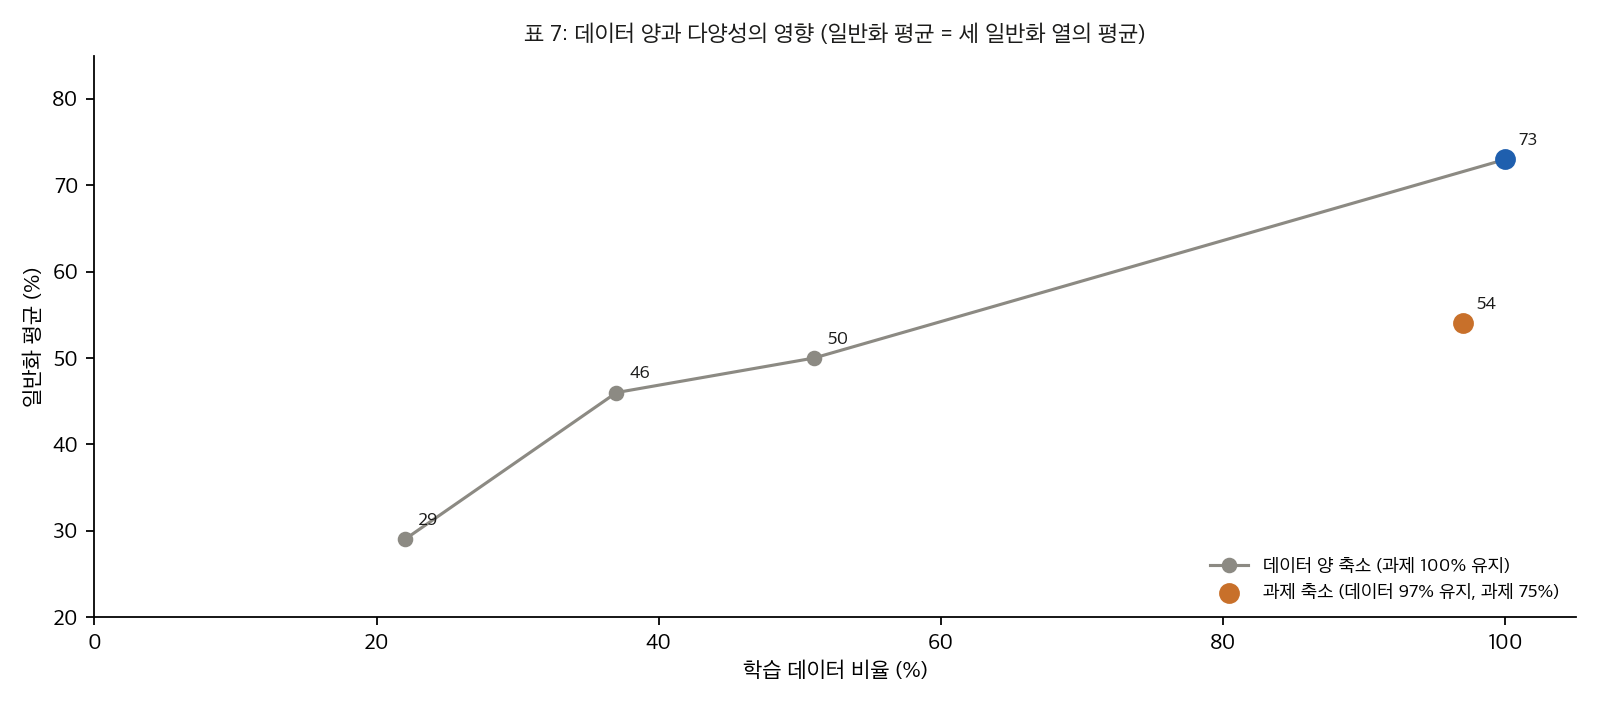 표 7: 데이터 양과 다양성의 영향 (일반화 평균 = 세 일반화 열의 평균)
일반화 평균 (%)
80
70
60
50
40
30
20
73
54
50
46
29
데이터 양 축소 (과제 100% 유지)
과제 축소 (데이터 97% 유지, 과제 75%)
0 20 40 60 80 100
학습 데이터 비율 (%)